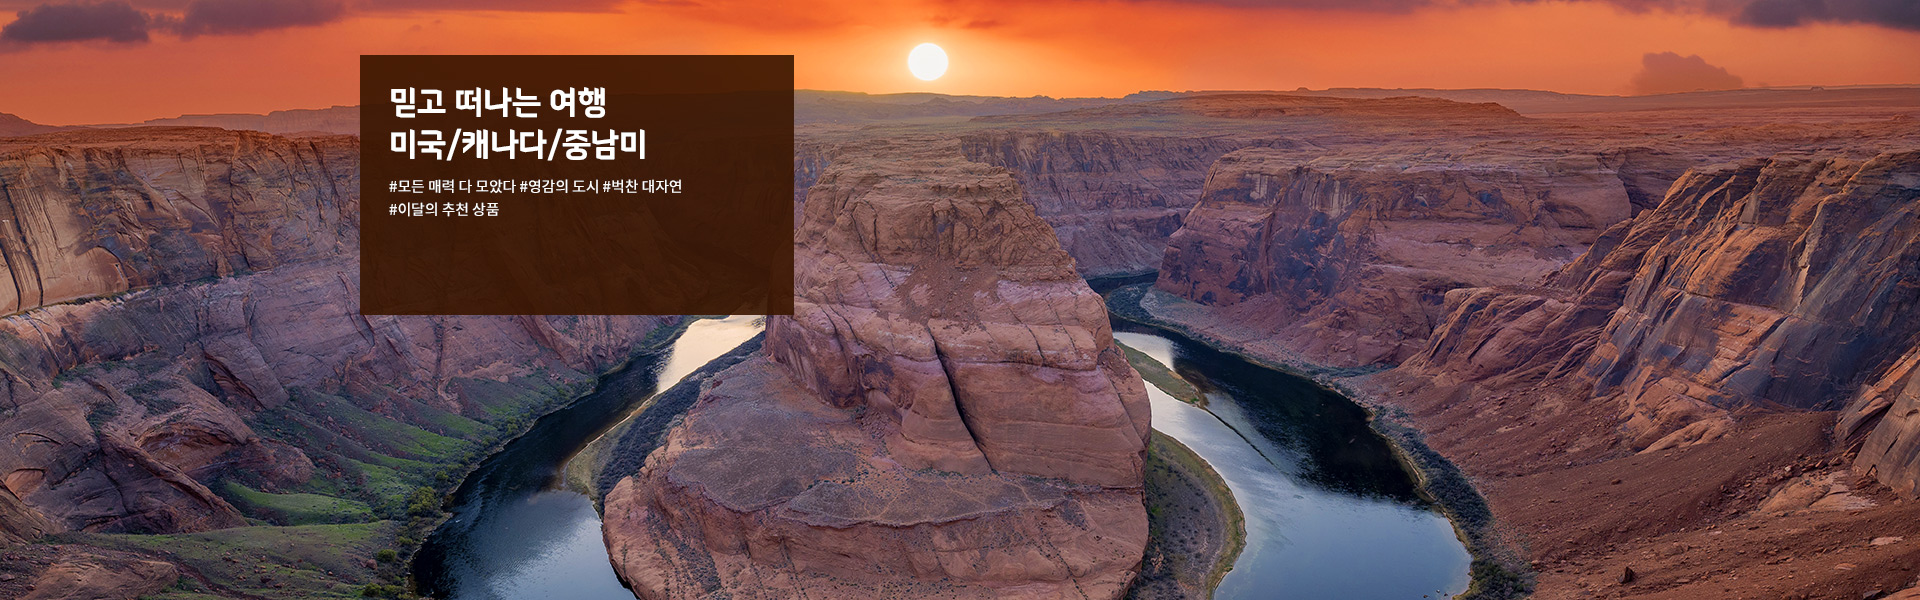 믿고 떠나는 여행
미국/캐나다/중남미
#모든 매력 다 모았다 #영감의 도시 #벅찬 대자연
#이달의 추천 상품